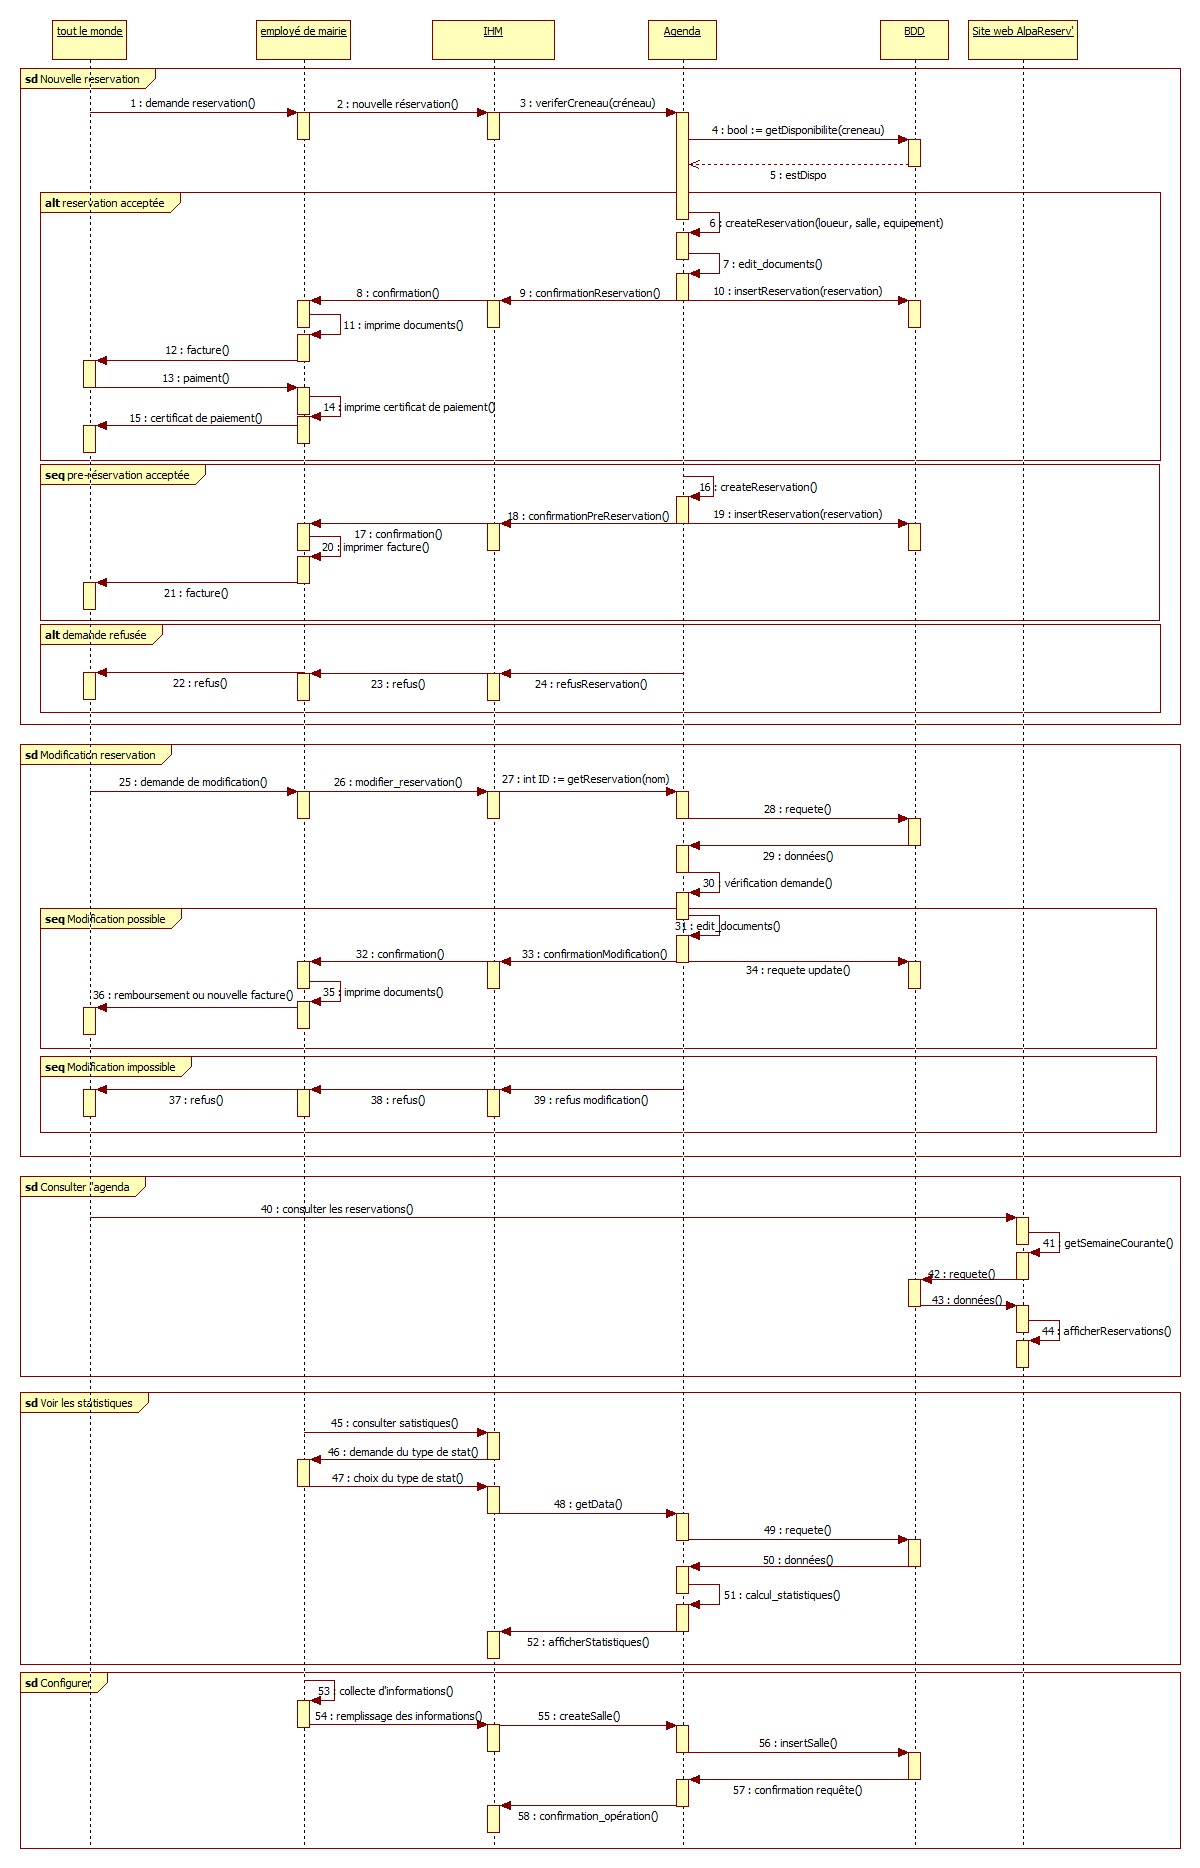 tout le monde
employé de mairie
IHM
Agenda
BDD
Site web AlpaReserv'
sd Nouvelle reservation
1 : demande reservation()
2 : nouvelle réservation()
3 : veriferCreneau(créneau)
4 : bool := getDisponibilite(creneau)
5 : estDispo
alt reservation acceptée
6 : createReservation(loueur, salle, equipement)
7 : edit_documents()
8 : confirmation()
9 : confirmationReservation()
10 : insertReservation(reservation)
11 : imprime documents()
12 : facture()
13 : paiment()
14 : imprime certificat de paiement()
15 : certificat de paiement()
seq pre-réservation acceptée
16 : createReservation()
18 : confirmationPreReservation()
19 : insertReservation(reservation)
17 : confirmation()
20 : imprimer facture()
21 : facture()
alt demande refusée
22 : refus()
23 : refus()
24 : refusReservation()
sd Modification reservation
25 : demande de modification()
26 : modifier_reservation()
27 : int ID := getReservation(nom)
28 : requete()
29 : données()
30 : vérification demande()
seq Modification possible
31 : edit_documents()
32 : confirmation()
33 : confirmationModification()
34 : requete update()
35 : imprime documents()
36 : remboursement ou nouvelle facture()
seq Modification impossible
37 : refus()
38 : refus()
39 : refus modification()
sd Consulter l'agenda
40 : consulter les reservations()
41 : getSemaineCourante()
42 : requete()
43 : données()
44 : afficherReservations()
sd Voir les statistiques
45 : consulter satistiques()
46 : demande du type de stat()
47 : choix du type de stat()
48 : getData()
49 : requete()
50 : données()
51 : calcul_statistiques()
52 : afficherStatistiques()
sd Configurer
53 : collecte d'informations()
54 : remplissage des informations()
55 : createSalle()
56 : insertSalle()
57 : confirmation requête()
58 : confirmation_opération()